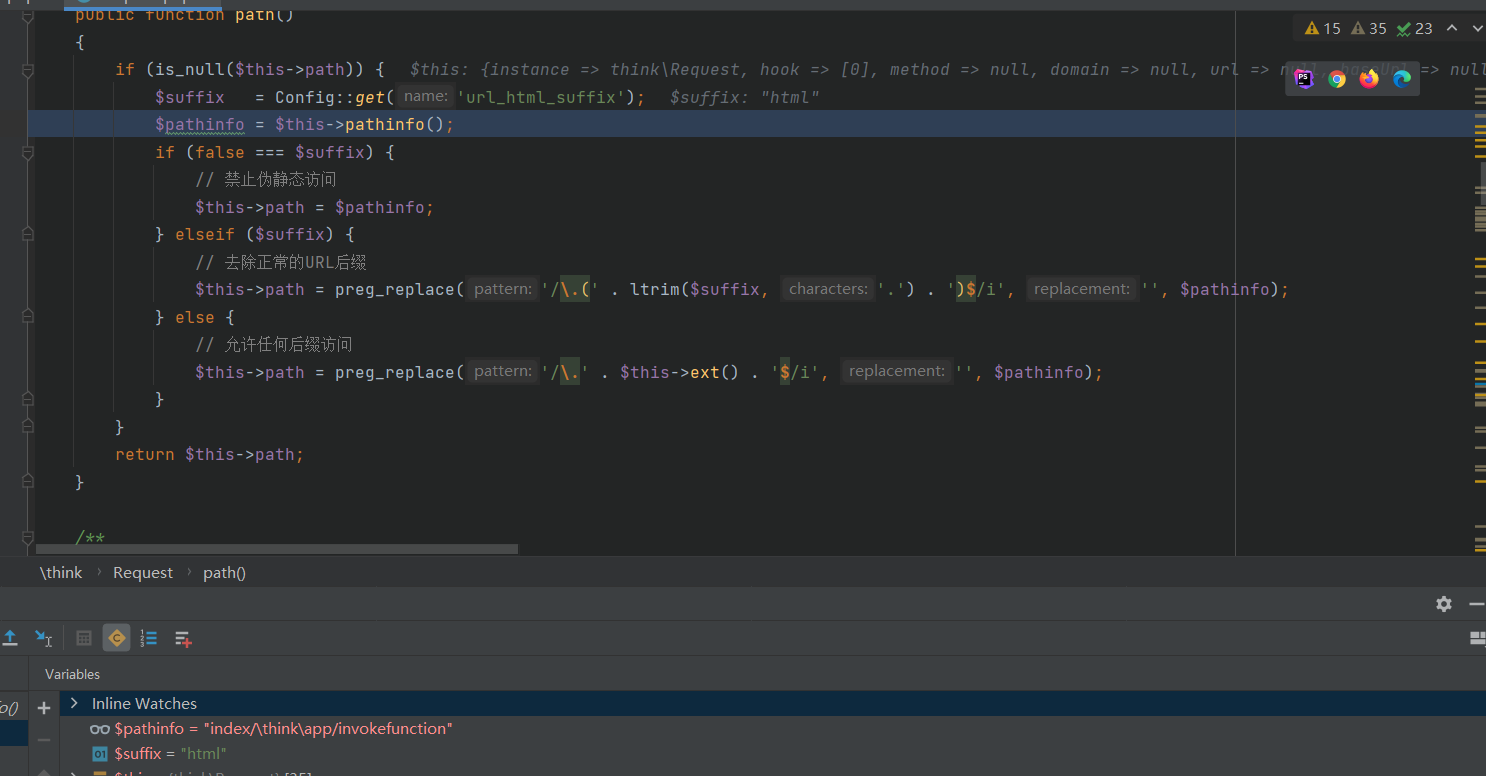 public function path()
15 35 23
{
if (is_null($this->path)) { $this: {instance => think\Request, hook => [0], method => null, domain => null, url => null, baseUrl => null
$suffix = Config::get( name: 'url_html_suffix'); $suffix: "html"
$pathinfo = $this->pathinfo();
if (false === $suffix) {
// 禁止伪静态访问
$this->path = $pathinfo;
} elseif ($suffix) {
// 去除正常的URL后缀
$this->path = preg_replace( pattern: '/\.(' . ltrim($suffix, characters: '.') . ')$/i', replacement: '', $pathinfo);
} else {
// 允许任何后缀访问
$this->path = preg_replace( pattern: '/\.' . $this->ext() . '$/i', replacement: '', $pathinfo);
}
}
return $this->path;
}
/**
\think › Request › path()
Variables
Inline Watches
$pathinfo = "index/\think\app/invokefunction"
$suffix = "html"